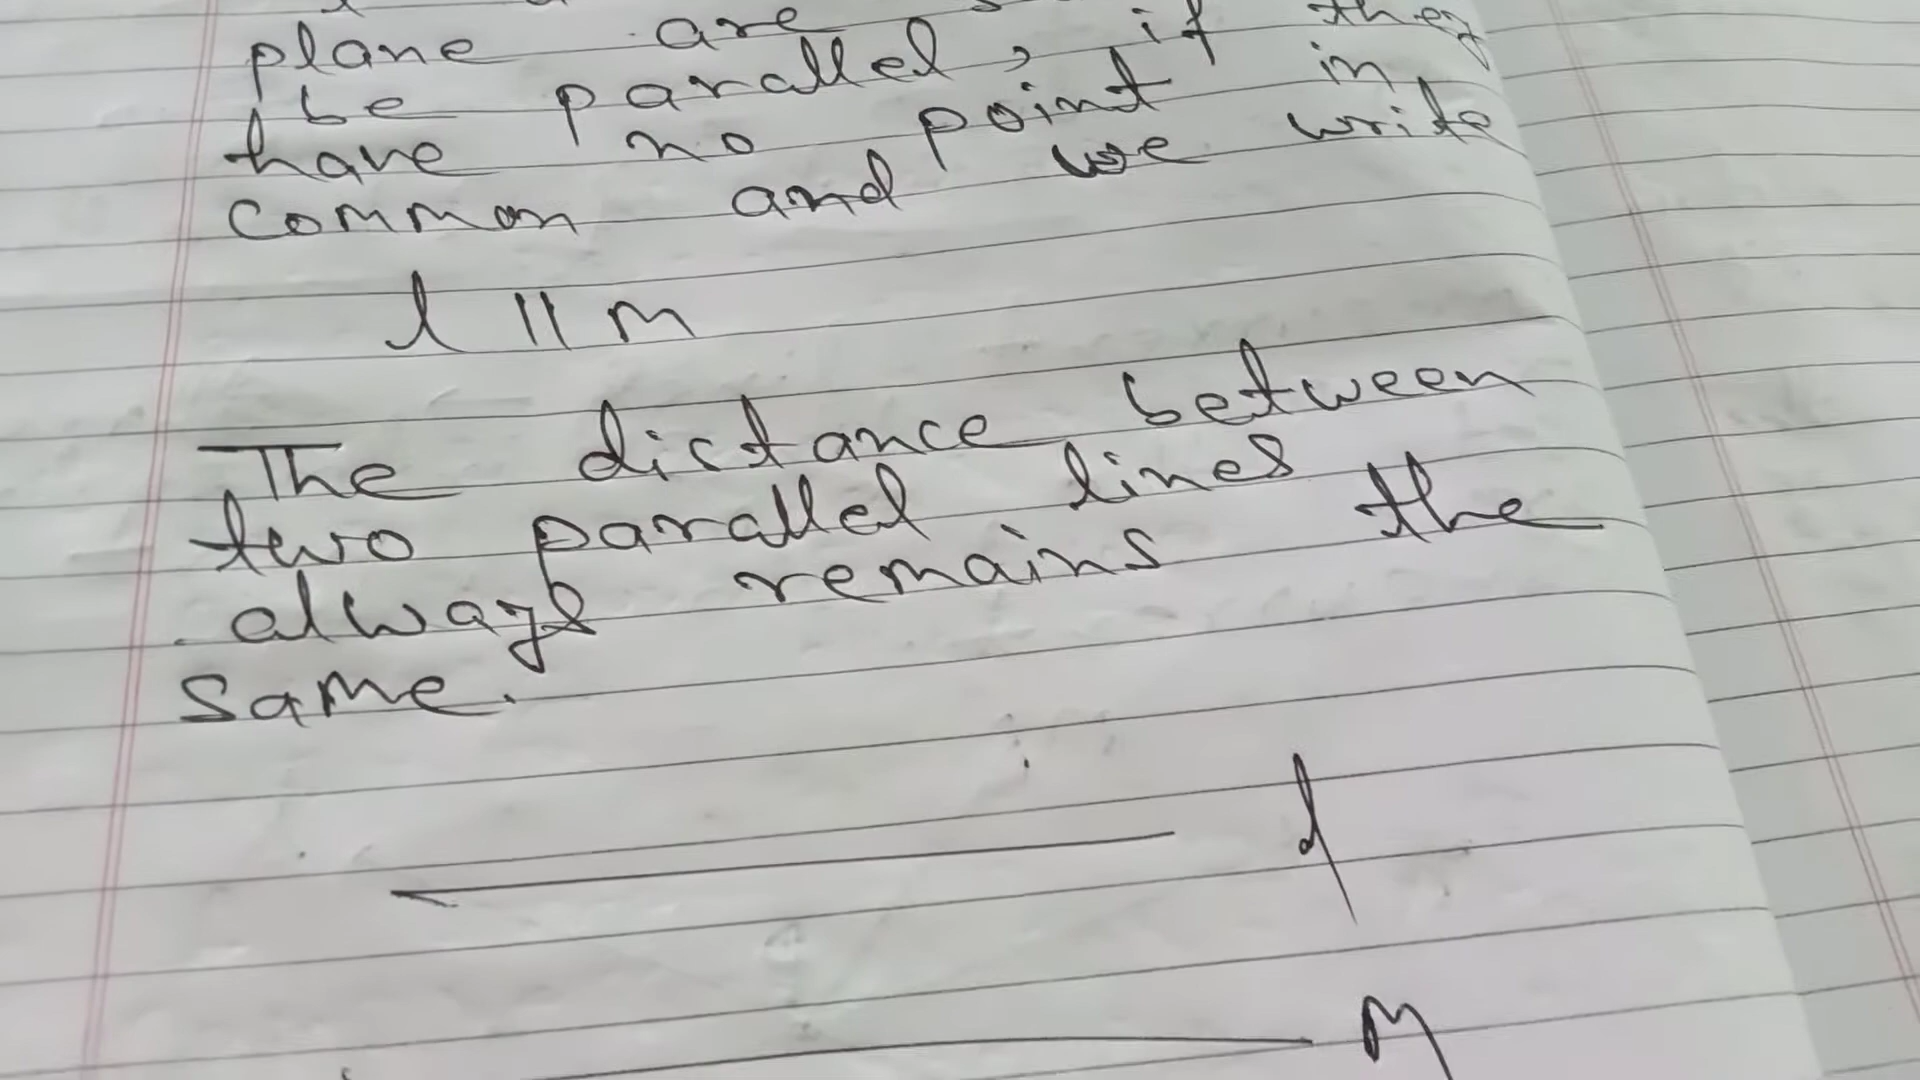 plane are
be parallel, if they
have no point in
common and we write
l || m
The distance between
two parallel lines
always remains the
same.
l
M